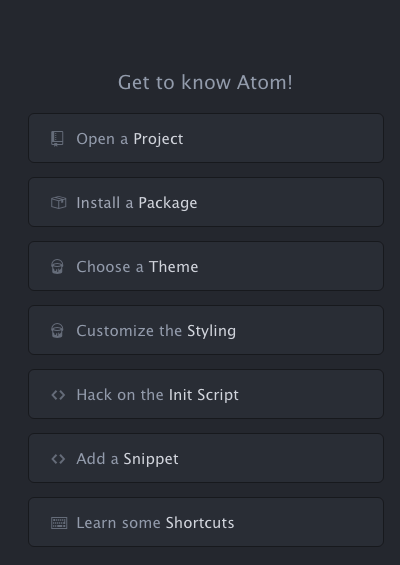 Get to know Atom!
Open a Project
Install a Package
Choose a Theme
Customize the Styling
Hack on the Init Script
Add a Snippet
Learn some Shortcuts